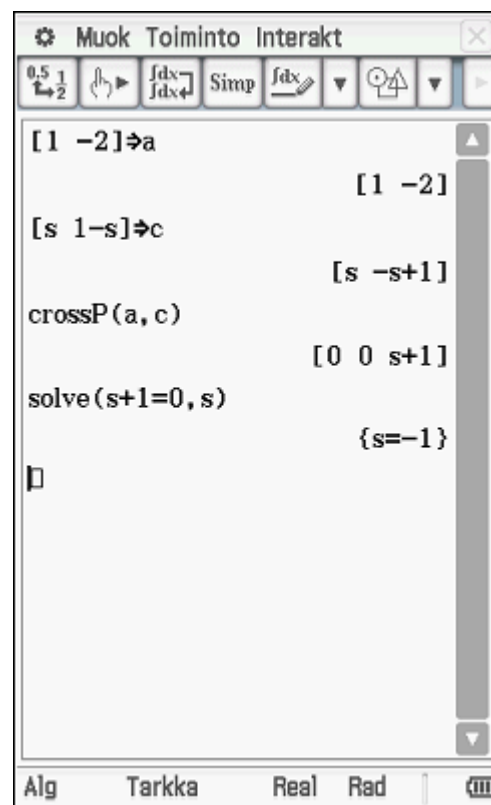 Muok Toiminto Interakt
0.5 1 2 ∫dx ∫dx Simp ∫dx
[1 -2]⇒a
[1 -2]
[s 1-s]⇒c
[s -s+1]
crossP(a,c)
[0 0 s+1]
solve(s+1=0,s)
{s=-1}
Alg Tarkka Real Rad